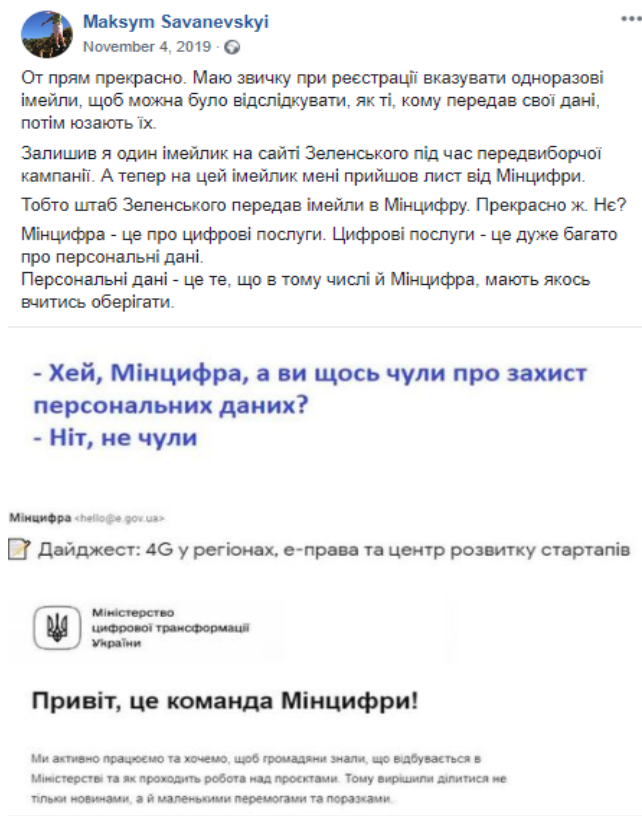 Maksym Savanevskyi
November 4, 2019 ·
От прям прекрасно. Маю звичку при реєстрації вказувати одноразові
імейли, щоб можна було відслідкувати, як ті, кому передав свої дані,
потім юзають їх.
Залишив я один імейлик на сайті Зеленського під час передвиборчої
кампанії. А тепер на цей імейлик мені прийшов лист від Мінцифри.
Тобто штаб Зеленського передав імейли в Мінцифру. Прекрасно ж. Нє?
Мінцифра - це про цифрові послуги. Цифрові послуги - це дуже багато
про персональні дані.
Персональні дані - це те, що в тому числі й Мінцифра, мають якось
вчитись оберігати.
- Хей, Мінцифра, а ви щось чули про захист
персональних даних?
- Ніт, не чули
Мінцифра <hello@e.gov.ua>
Дайджест: 4G у регіонах, е-права та центр розвитку стартапів
Міністерство
цифрової трансформації
України
Привіт, це команда Мінцифри!
Ми активно працюємо та хочемо, щоб громадяни знали, що відбувається в
Міністерстві та як проходить робота над проєктами. Тому вирішили ділитися не
тільки новинами, а й маленькими перемогами та поразками.